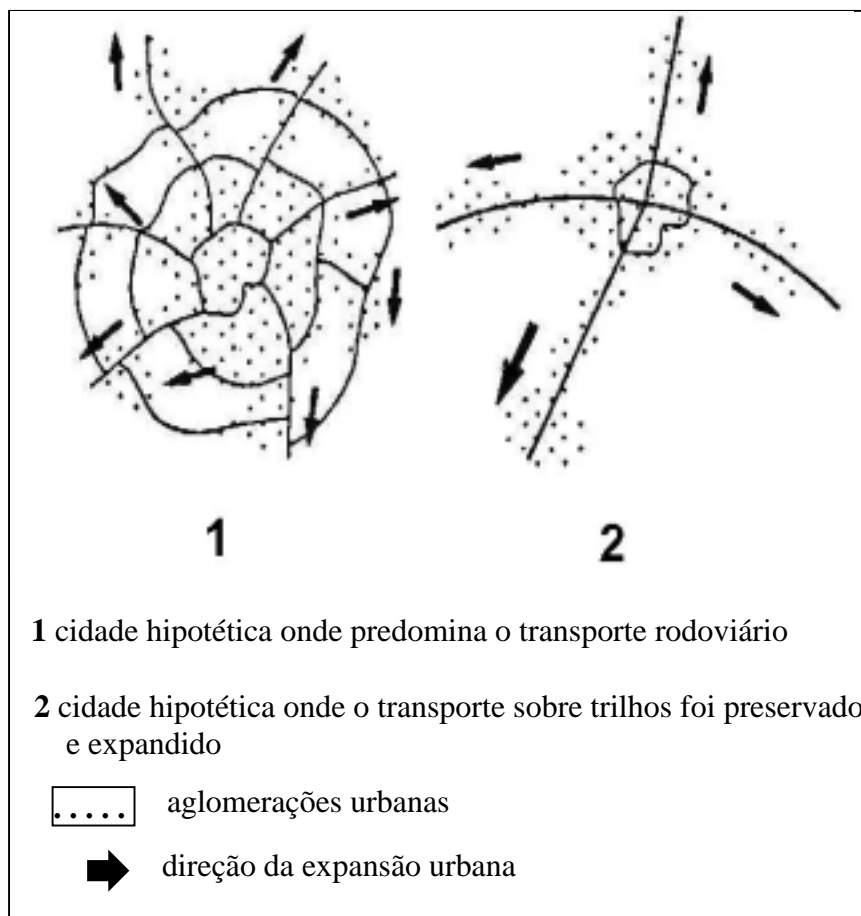 1
2
1 cidade hipotética onde predomina o transporte rodoviário
2 cidade hipotética onde o transporte sobre trilhos foi preservado
e expandido
aglomerações urbanas
direção da expansão urbana